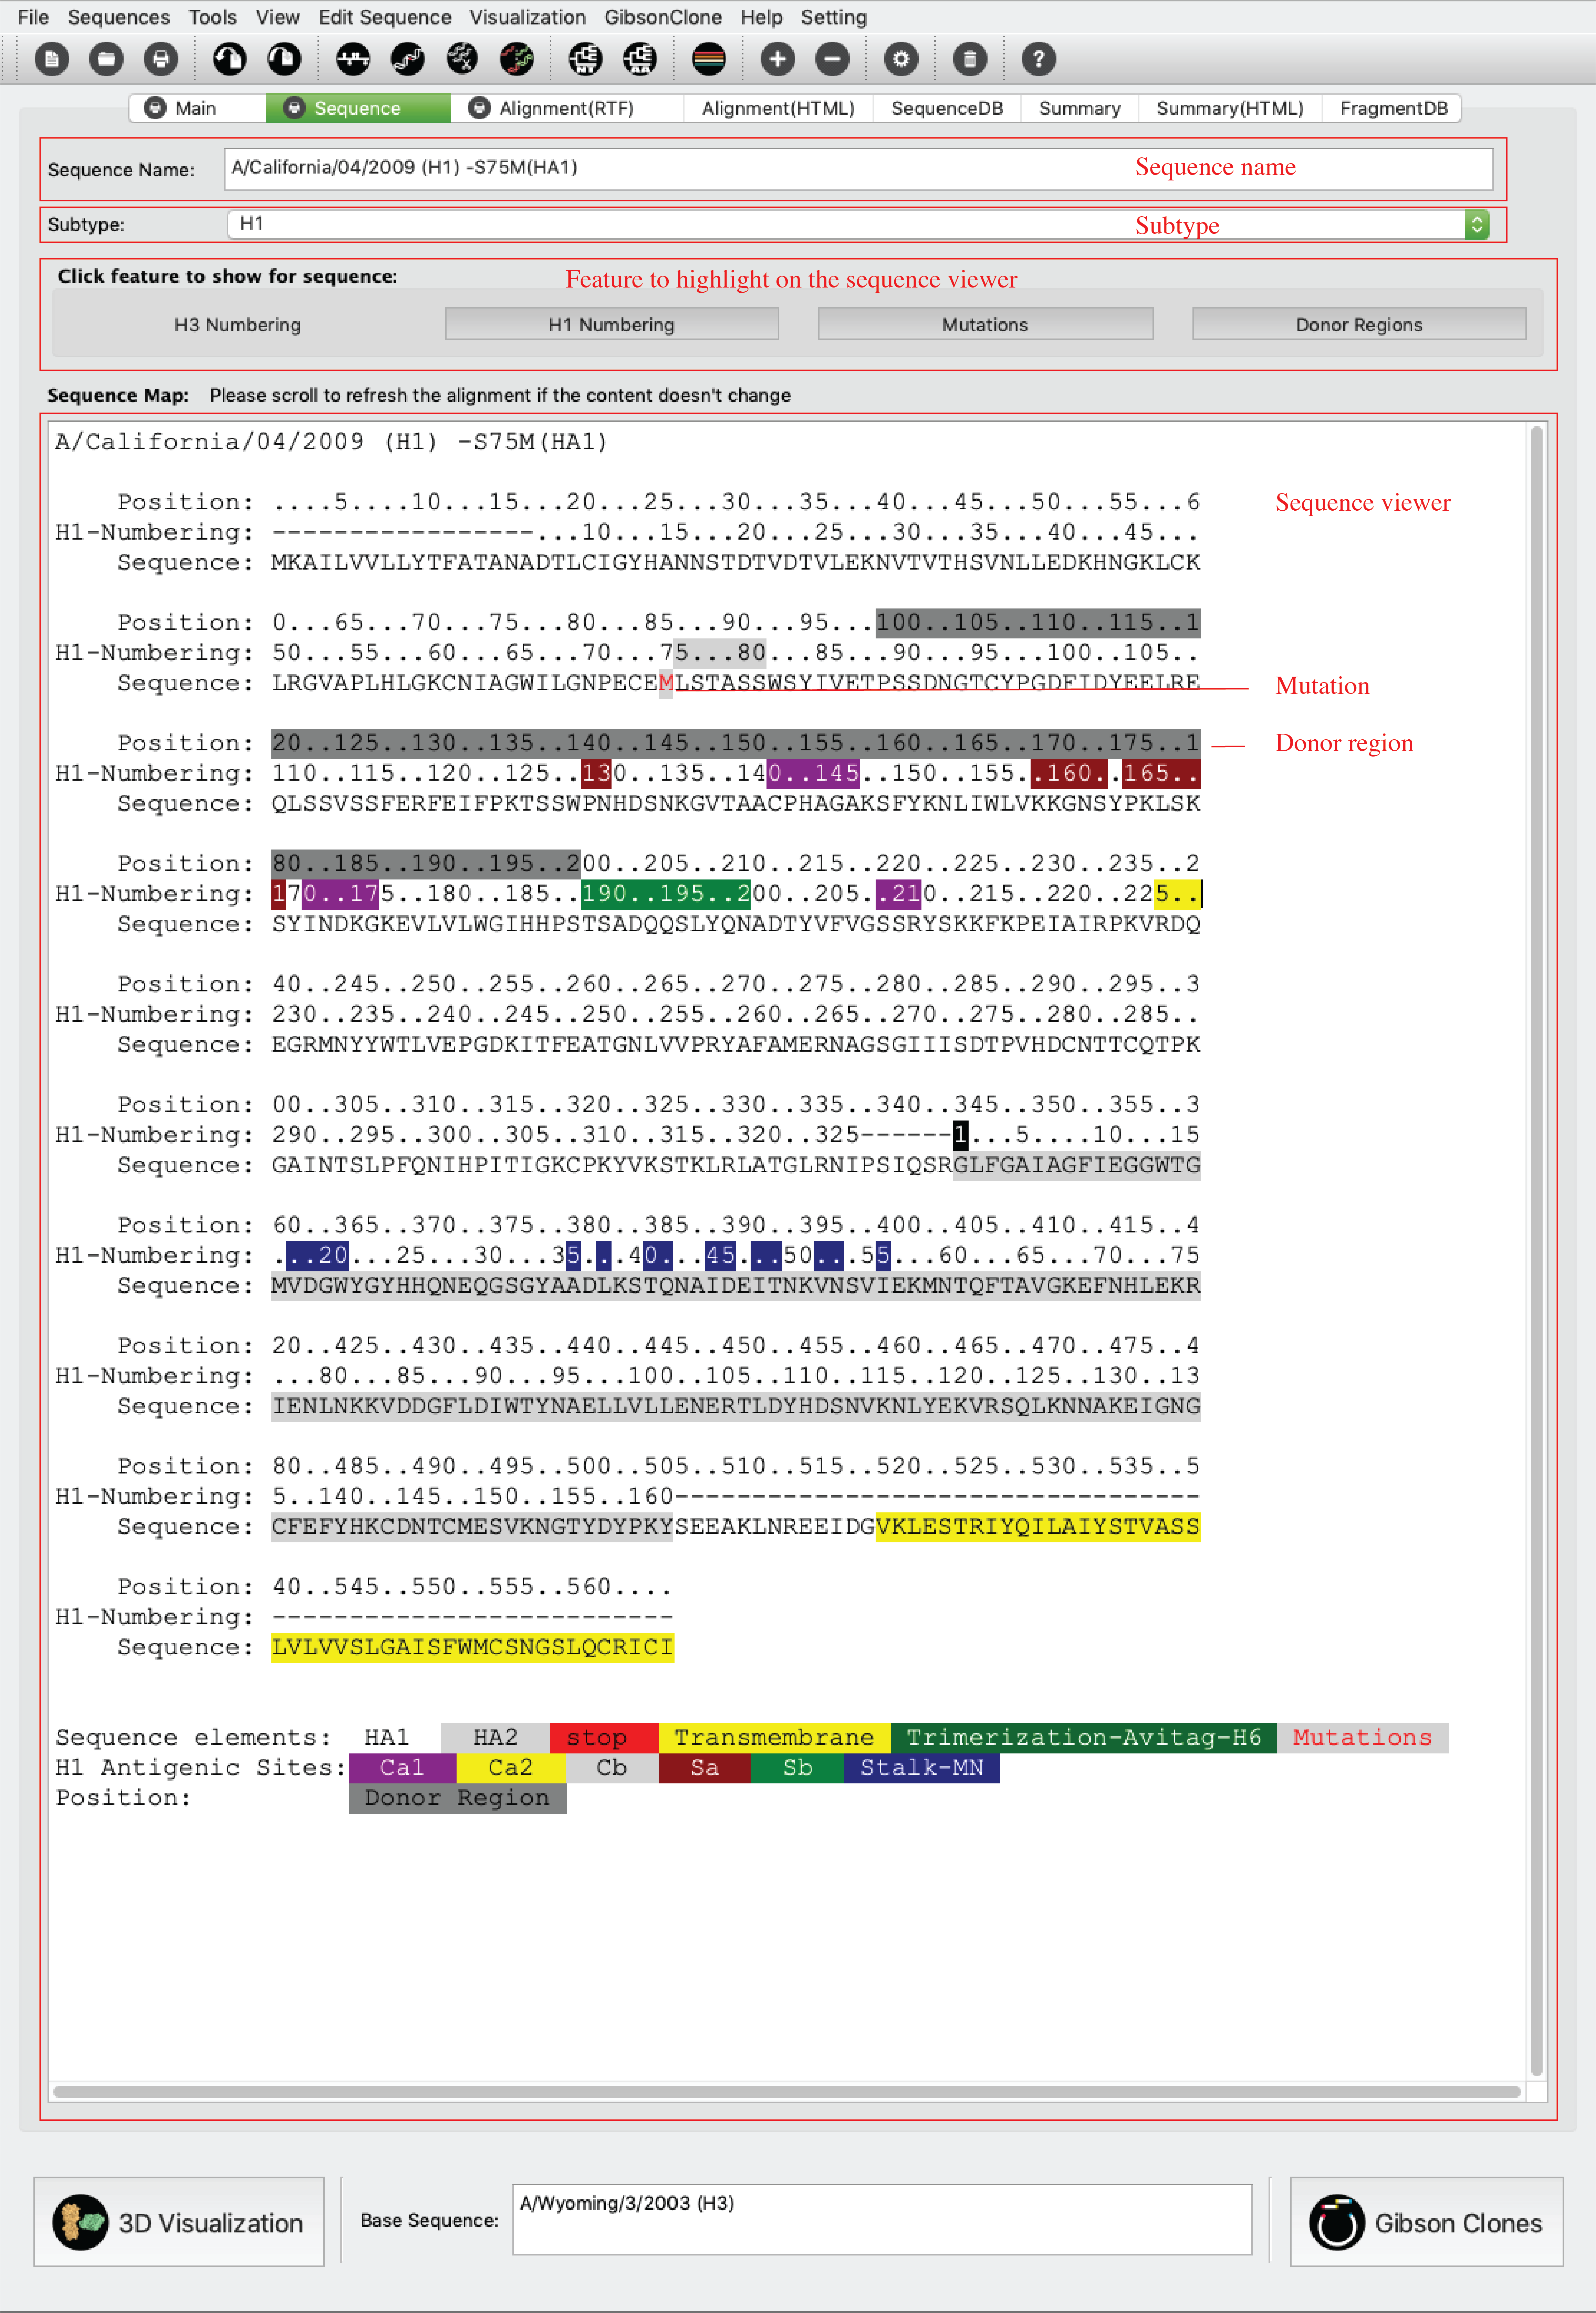 File Sequences Tools View Edit Sequence Visualization GibsonClone Help Setting
NT AA ?
Main Sequence Alignment(RTF) Alignment(HTML) SequenceDB Summary Summary(HTML) FragmentDB
Sequence Name: A/California/04/2009 (H1) -S75M(HA1) Sequence name
Subtype: H1 Subtype
Click feature to show for sequence: Feature to highlight on the sequence viewer
H3 Numbering H1 Numbering Mutations Donor Regions
Sequence Map: Please scroll to refresh the alignment if the content doesn't change
A/California/04/2009 (H1) -S75M(HA1)
Position: ....5....10...15...20...25...30...35...40...45...50...55...6 Sequence viewer
H1-Numbering: -----------------...10...15...20...25...30...35...40...45...
Sequence: MKAILVVLLYTFATANADTLCIGYHANNSTDTVDTVLEKNVTVTHSVNLLEDKHNGKLCK
Position: 0...65...70...75...80...85...90...95...100..105..110..115..1
H1-Numbering: 50...55...60...65...70...75...80...85...90...95...100..105..
Sequence: LRGVAPLHLGKCNIAGWILGNPECEMLSTASSWSYIVETPSSDNGTCYPGDFIDYEELRE Mutation
Position: 20..125..130..135..140..145..150..155..160..165..170..175..1 Donor region
H1-Numbering: 110..115..120..125..130..135..140..145..150..155..160..165..
Sequence: QLSSVSSFERFEIFPKTSSWPNHDSNKGVTAACPHAGAKSFYKNLIWLVKKGNSYPKLSK
Position: 80..185..190..195..200..205..210..215..220..225..230..235..2
H1-Numbering: 170..175..180..185..190..195..200..205..210..215..220..225..
Sequence: SYINDKGKEVLVLWGIHHPSTSADQQSLYQNADTYVFVGSSRYSKKFKPEIAIRPKVRDQ
Position: 40..245..250..255..260..265..270..275..280..285..290..295..3
H1-Numbering: 230..235..240..245..250..255..260..265..270..275..280..285..
Sequence: EGRMNYYWTLVEPGDKITFEATGNLVVPRYAFAMERNAGSGIIISDTPVHDCNTTCQTPK
Position: 00..305..310..315..320..325..330..335..340..345..350..355..3
H1-Numbering: 290..295..300..305..310..315..320..325------1...5....10...15
Sequence: GAINTSLPFQNIHPITIGKCPKYVKSTKLRLATGLRNIPSIQSRGLFGAIAGFIEGGWTG
Position: 60..365..370..375..380..385..390..395..400..405..410..415..4
H1-Numbering: ...20...25...30...35...40...45...50...55...60...65...70...75
Sequence: MVDGWYGYHHQNEQGSGYAADLKSTQNAIDEITNKVNSVIEKMNTQFTAVGKEFNHLEKR
Position: 20..425..430..435..440..445..450..455..460..465..470..475..4
H1-Numbering: ...80...85...90...95...100..105..110..115..120..125..130..13
Sequence: IENLNKKVDDGFLDIWTYNAELLVLLENERTLDYHDSNVKNLYEKVRSQLKNNAKEIGNG
Position: 80..485..490..495..500..505..510..515..520..525..530..535..5
H1-Numbering: 5..140..145..150..155..160----------------------------------
Sequence: CFEFYHKCDNTCMESVKNGTYDYPKYSEEAKLNREEIDGVKLESTRIYQILAIYSTVASS
Position: 40..545..550..555..560....
H1-Numbering: --------------------------
Sequence: LVLVVSLGAISFWMCSNGSLQCRICI
Sequence elements: HA1 HA2 stop Transmembrane Trimerization-Avitag-H6 Mutations
H1 Antigenic Sites: Ca1 Ca2 Cb Sa Sb Stalk-MN
Position: Donor Region
3D Visualization Base Sequence: A/Wyoming/3/2003 (H3) Gibson Clones